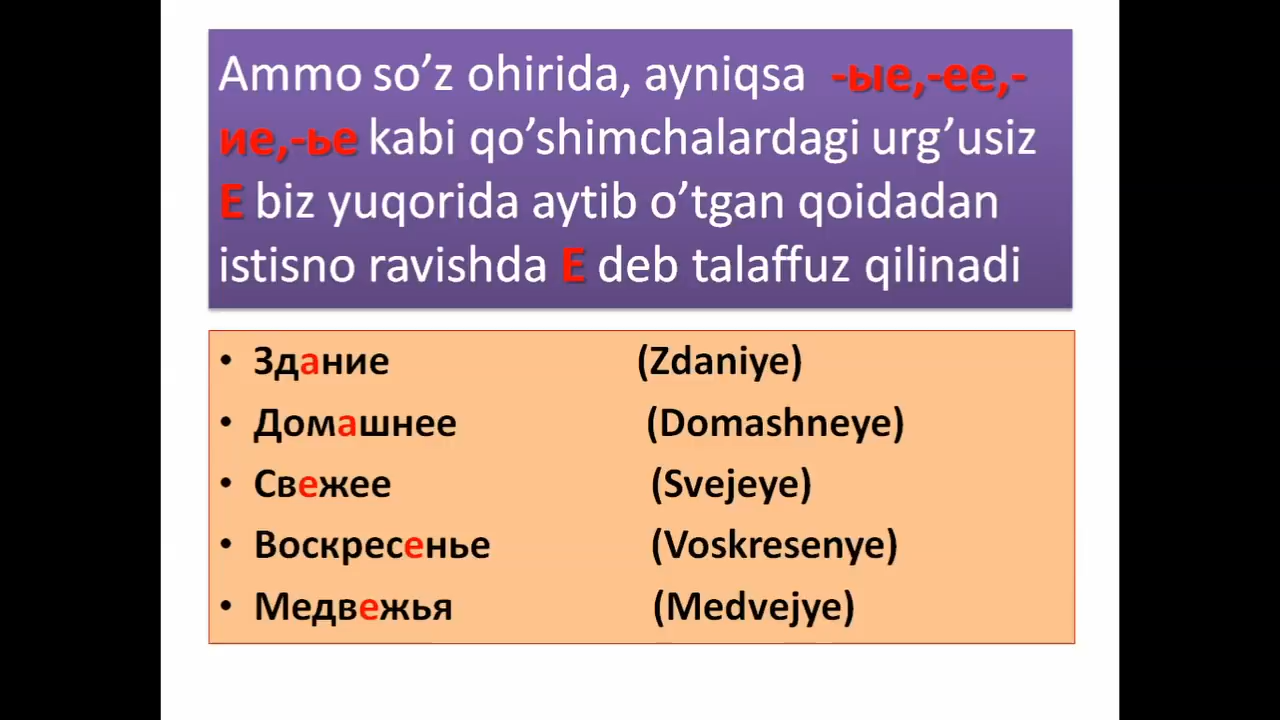 Ammo so’z ohirida, ayniqsa -ые,-ее,-
ие,-ье kabi qo’shimchalardagi urg’usiz
Е biz yuqorida aytib o’tgan qoidadan
istisno ravishda Е deb talaffuz qilinadi
• Здание (Zdaniye)
• Домашнее (Domashneye)
• Свежее (Svejeye)
• Воскресенье (Voskresenye)
• Медвежья (Medvejye)